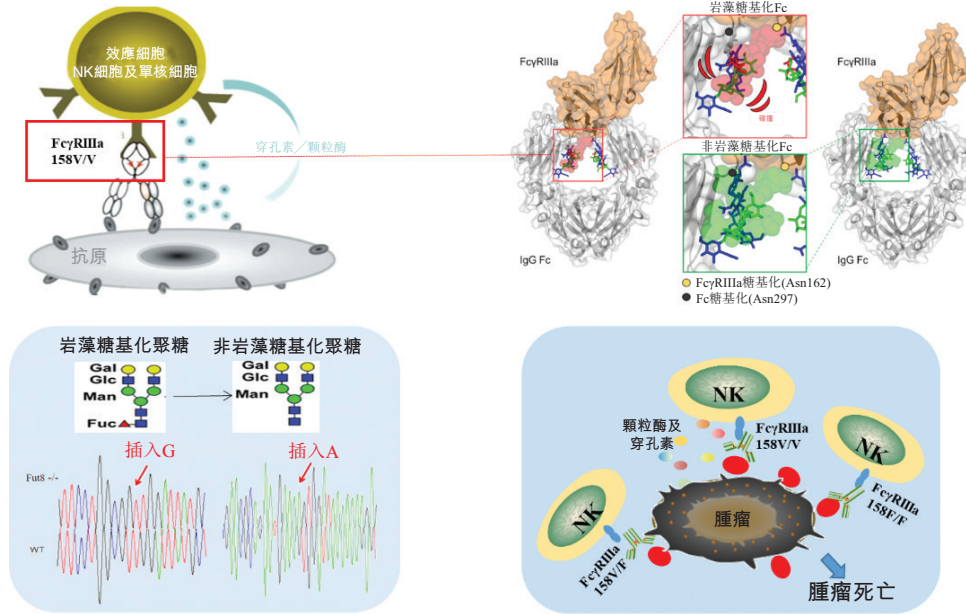 效應細胞
NK細胞及單核細胞
FcγRIIIa
158V/V
穿孔素／顆粒酶
抗原
FcγRIIIa
IgG Fc
岩藻糖基化Fc
碰撞
非岩藻糖基化Fc
FcγRIIIa
IgG Fc
FcγRIIIa糖基化(Asn162)
Fc糖基化(Asn297)
岩藻糖基化聚糖
非岩藻糖基化聚糖
Gal
Glc
Man
Fuc
Gal
Glc
Man
插入G
插入A
Fut8 -/-
WT
NK
顆粒酶及
穿孔素
FcγRIIIa
158V/V
NK
FcγRIIIa
158F/F
NK
FcγRIIIa
158V/F
腫瘤
腫瘤死亡